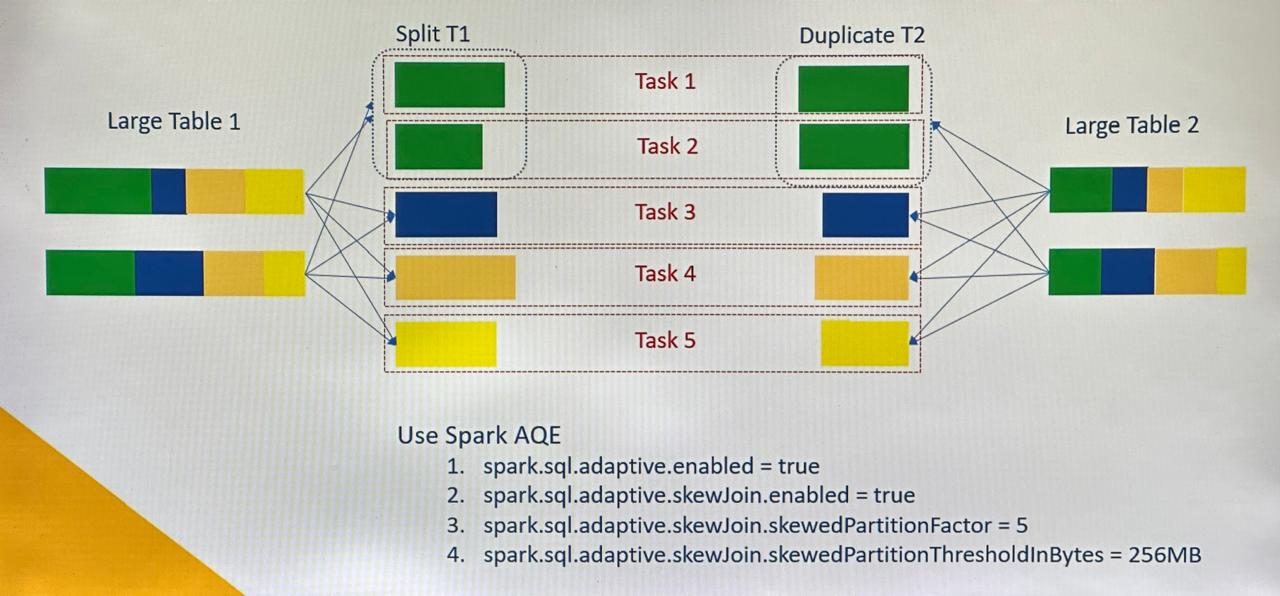 Split T1
Duplicate T2
Large Table 1
Large Table 2
Task 1
Task 2
Task 3
Task 4
Task 5
Use Spark AQE
1. spark.sql.adaptive.enabled = true
2. spark.sql.adaptive.skewJoin.enabled = true
3. spark.sql.adaptive.skewJoin.skewedPartitionFactor = 5
4. spark.sql.adaptive.skewJoin.skewedPartitionThresholdInBytes = 256MB